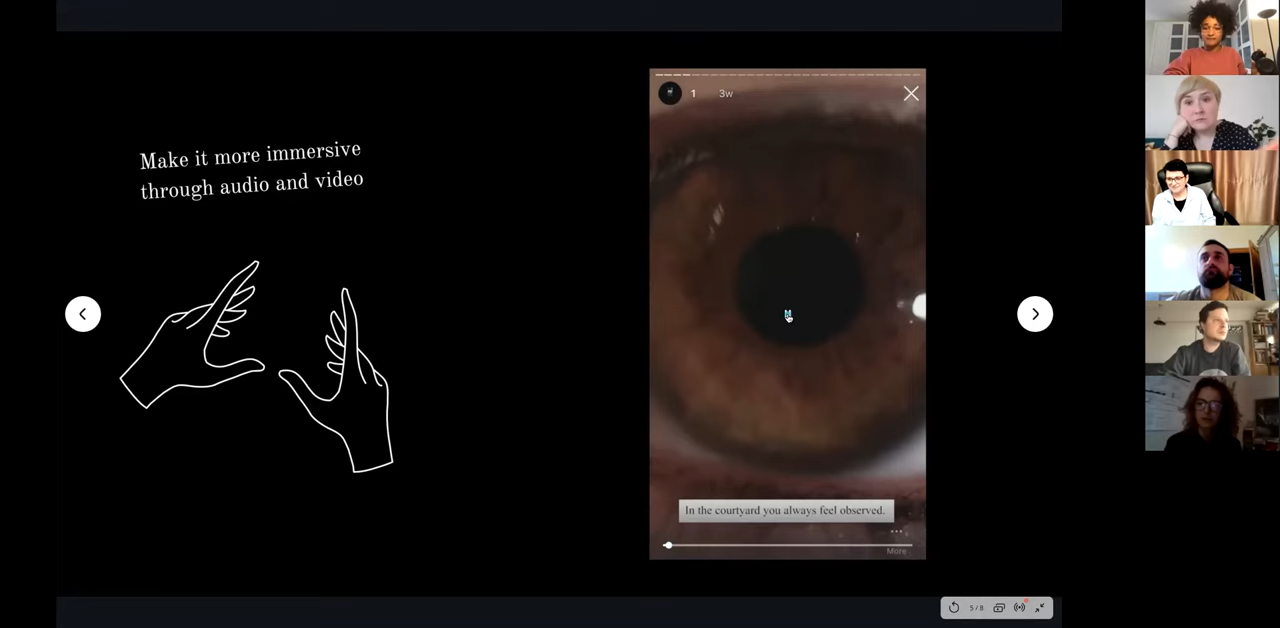 Make it more immersive
through audio and video
1 3w
In the courtyard you always feel observed.
More
5 / 8